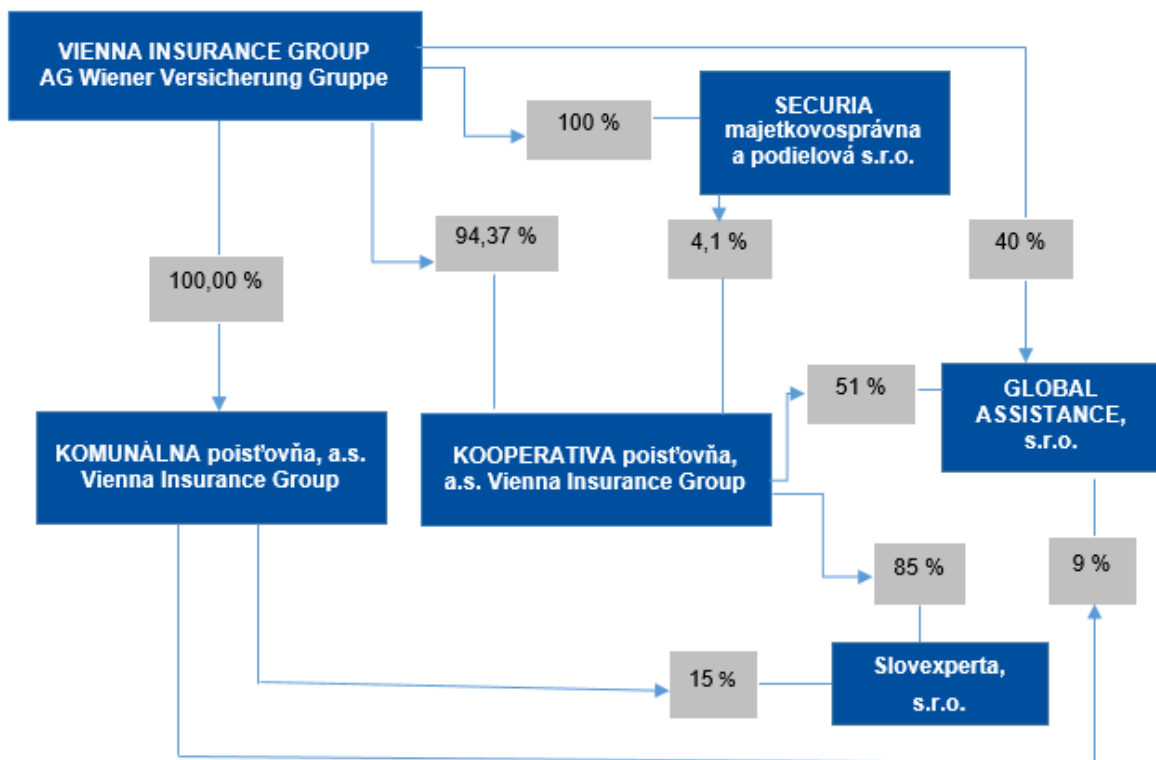 VIENNA INSURANCE GROUP
AG Wiener Versicherung Gruppe
100 %
SECURIA
majetkovosprávna
a podielová s.r.o.
94,37 %
4,1 %
40 %
100,00 %
51 %
GLOBAL
ASSISTANCE,
s.r.o.
KOMUNÁLNA poisťovňa, a.s.
Vienna Insurance Group
KOOPERATIVA poisťovňa,
a.s. Vienna Insurance Group
85 %
9 %
15 %
Slovexperta,
s.r.o.